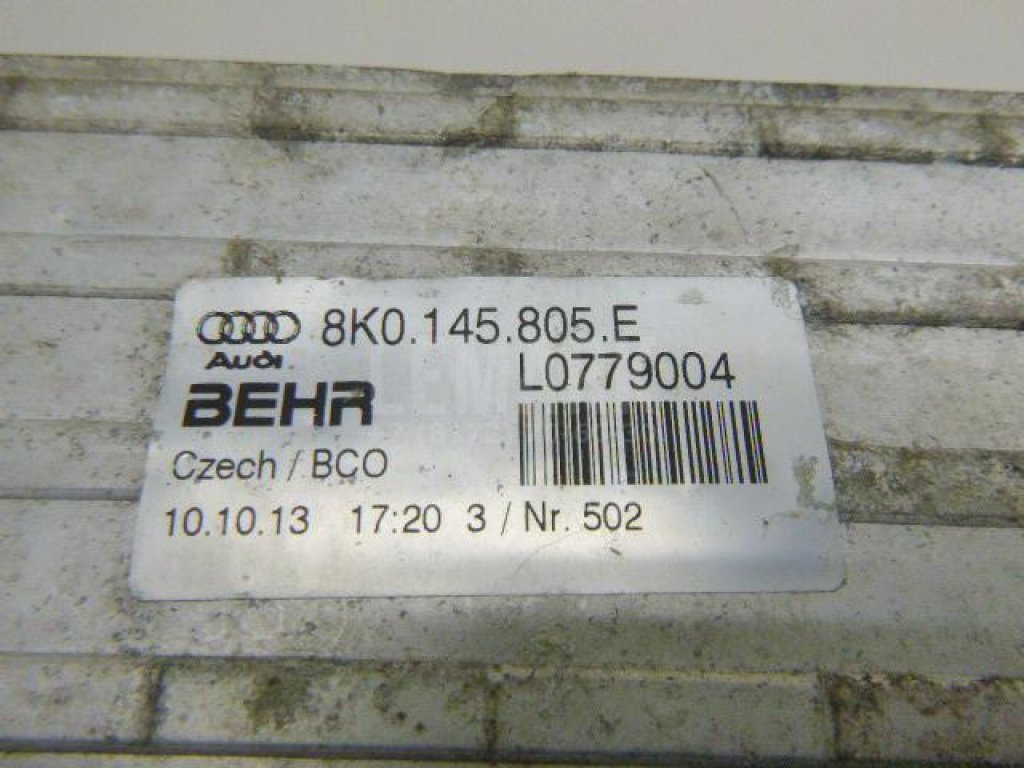 8K0.145.805.E
Audi
L0779004
BEHR
Czech / BCO
10.10.13 17:20 3 / Nr. 502